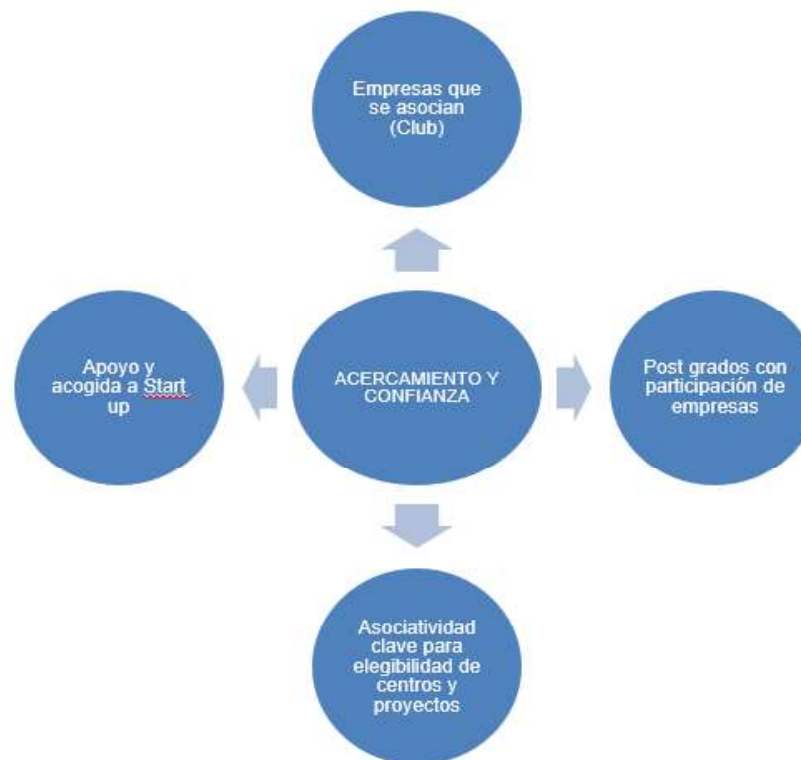 Empresas que
se asocian
(Club)
Apoyo y
acogida a Start
up
ACERCAMIENTO Y
CONFIANZA
Post grados con
participación de
empresas
Asociatividad
clave para
elegibilidad de
centros y
proyectos